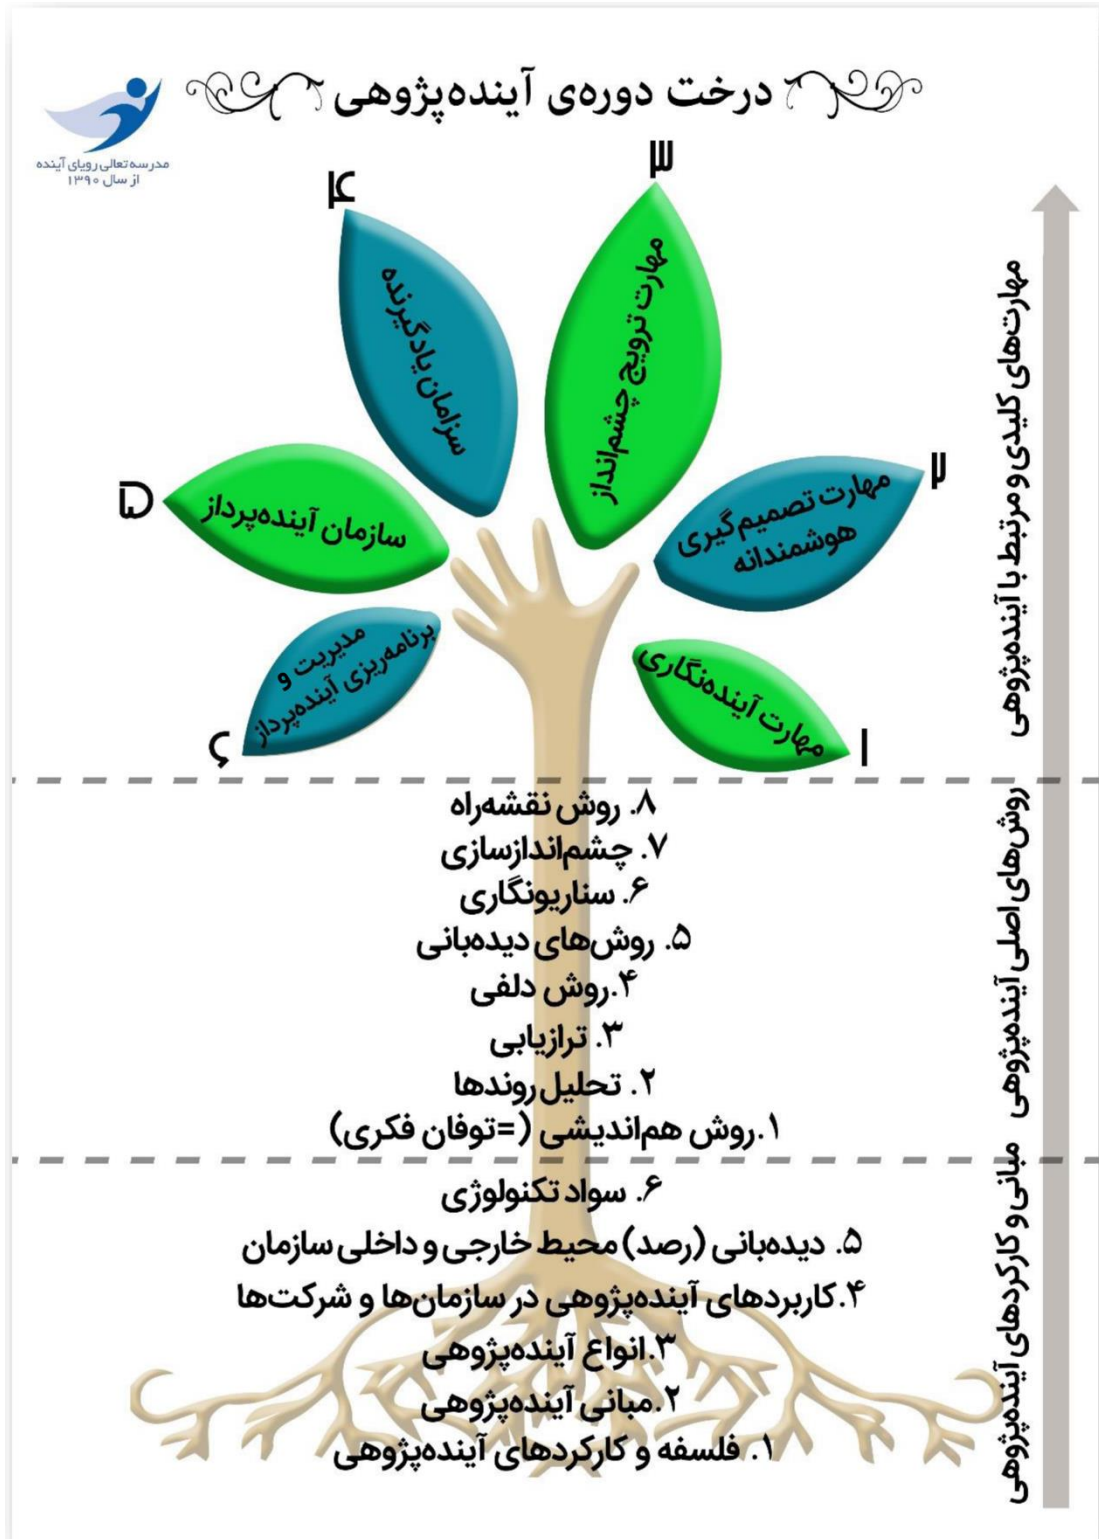 درخت دوره‌ی آینده‌پژوهی
مدرسه تعالی رویای آینده
از سال ۱۳۹۰
۳
مهارت ترویج چشم‌انداز
۴
سزامان یادگیرنده
۲
مهارت تصمیم‌گیری
هوشمندانه
۵
سازمان آینده‌پرداز
۱
مهارت آینده‌نگاری
۶
مدیریت و
برنامه‌ریزی آینده‌پرداز
مهارت‌های کلیدی و مرتبط با آینده‌پژوهی
۸. روش نقشه‌راه
۷. چشم‌اندازسازی
۶. سناریونگاری
۵. روش‌های دیده‌بانی
۴.روش دلفی
۳. ترازیابی
۲. تحلیل روندها
۱.روش هم‌اندیشی (=توفان فکری)
روش‌های اصلی آینده‌پژوهی
۶. سواد تکنولوژی
۵. دیده‌بانی (رصد) محیط خارجی و داخلی سازمان
۴.کاربردهای آینده‌پژوهی در سازمان‌ها و شرکت‌ها
۳.انواع آینده‌پژوهی
۲.مبانی آینده‌پژوهی
۱. فلسفه و کارکردهای آینده‌پژوهی
مبانی و کارکردهای آینده‌پژوهی